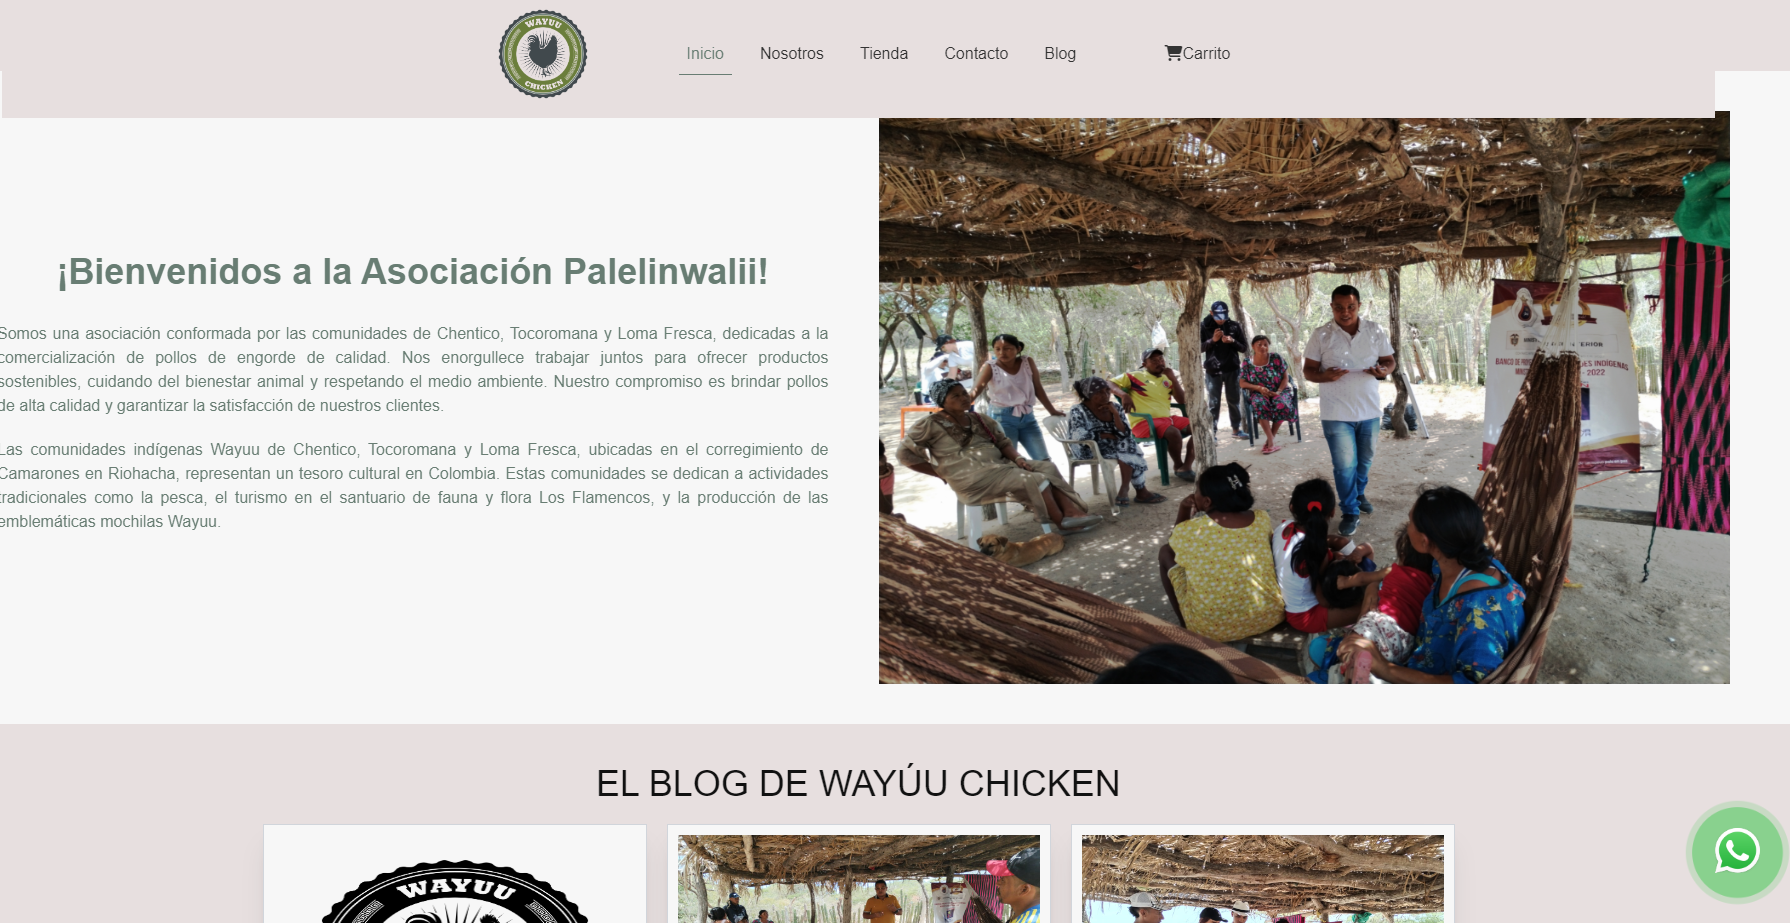 WAYUU
CHICKEN
Inicio
Nosotros
Tienda
Contacto
Blog
Carrito
¡Bienvenidos a la Asociación Palelinwalii!
Somos una asociación conformada por las comunidades de Chentico, Tocoromana y Loma Fresca, dedicadas a la
comercialización de pollos de engorde de calidad. Nos enorgullece trabajar juntos para ofrecer productos
sostenibles, cuidando del bienestar animal y respetando el medio ambiente. Nuestro compromiso es brindar pollos
de alta calidad y garantizar la satisfacción de nuestros clientes.
Las comunidades indígenas Wayuu de Chentico, Tocoromana y Loma Fresca, ubicadas en el corregimiento de
Camarones en Riohacha, representan un tesoro cultural en Colombia. Estas comunidades se dedican a actividades
tradicionales como la pesca, el turismo en el santuario de fauna y flora Los Flamencos, y la producción de las
emblemáticas mochilas Wayuu.
BANCO DE
INDÍGENAS
2022
EL BLOG DE WAYÚU CHICKEN
WAYUU